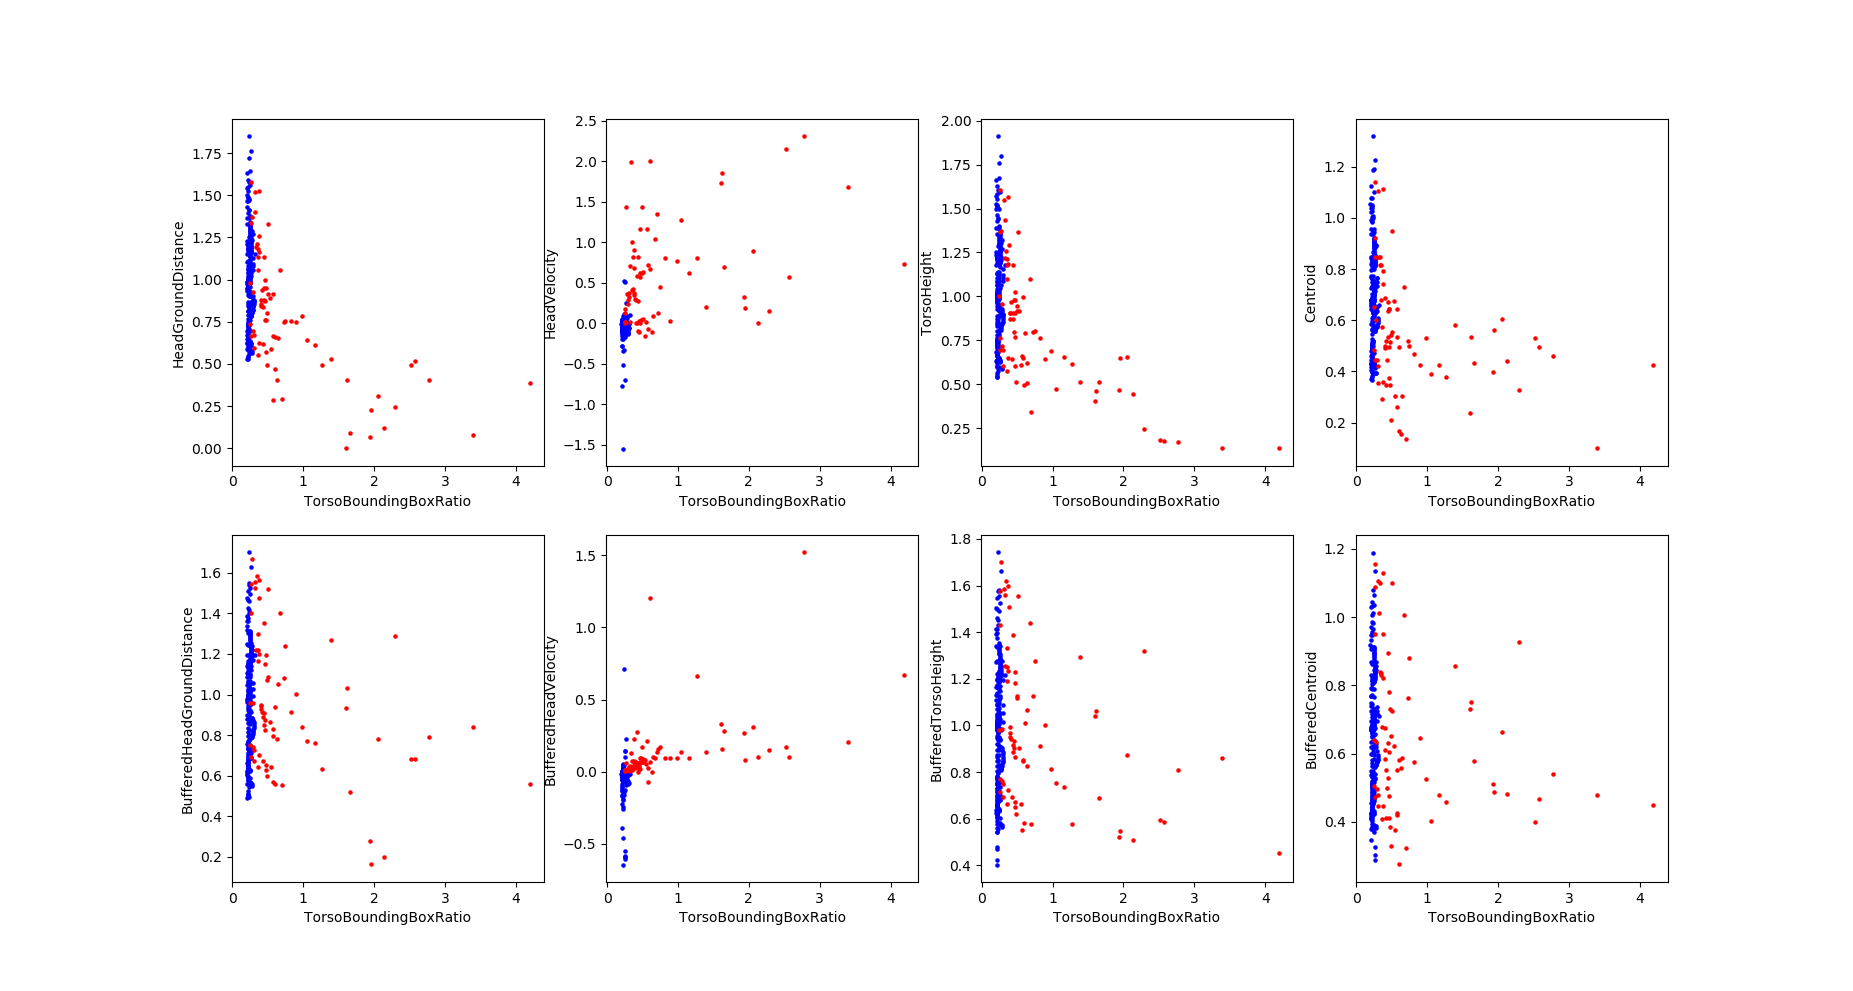 HeadGroundDistance
1.75
1.50
1.25
1.00
0.75
0.50
0.25
0.00
0 1 2 3 4
TorsoBoundingBoxRatio
HeadVelocity
2.5
2.0
1.5
1.0
0.5
0.0
−0.5
−1.0
−1.5
0 1 2 3 4
TorsoBoundingBoxRatio
TorsoHeight
2.00
1.75
1.50
1.25
1.00
0.75
0.50
0.25
0 1 2 3 4
TorsoBoundingBoxRatio
Centroid
1.2
1.0
0.8
0.6
0.4
0.2
0 1 2 3 4
TorsoBoundingBoxRatio
BufferedHeadGroundDistance
1.6
1.4
1.2
1.0
0.8
0.6
0.4
0.2
0 1 2 3 4
TorsoBoundingBoxRatio
BufferedHeadVelocity
1.5
1.0
0.5
0.0
−0.5
0 1 2 3 4
TorsoBoundingBoxRatio
BufferedTorsoHeight
1.8
1.6
1.4
1.2
1.0
0.8
0.6
0.4
0 1 2 3 4
TorsoBoundingBoxRatio
BufferedCentroid
1.2
1.0
0.8
0.6
0.4
0 1 2 3 4
TorsoBoundingBoxRatio